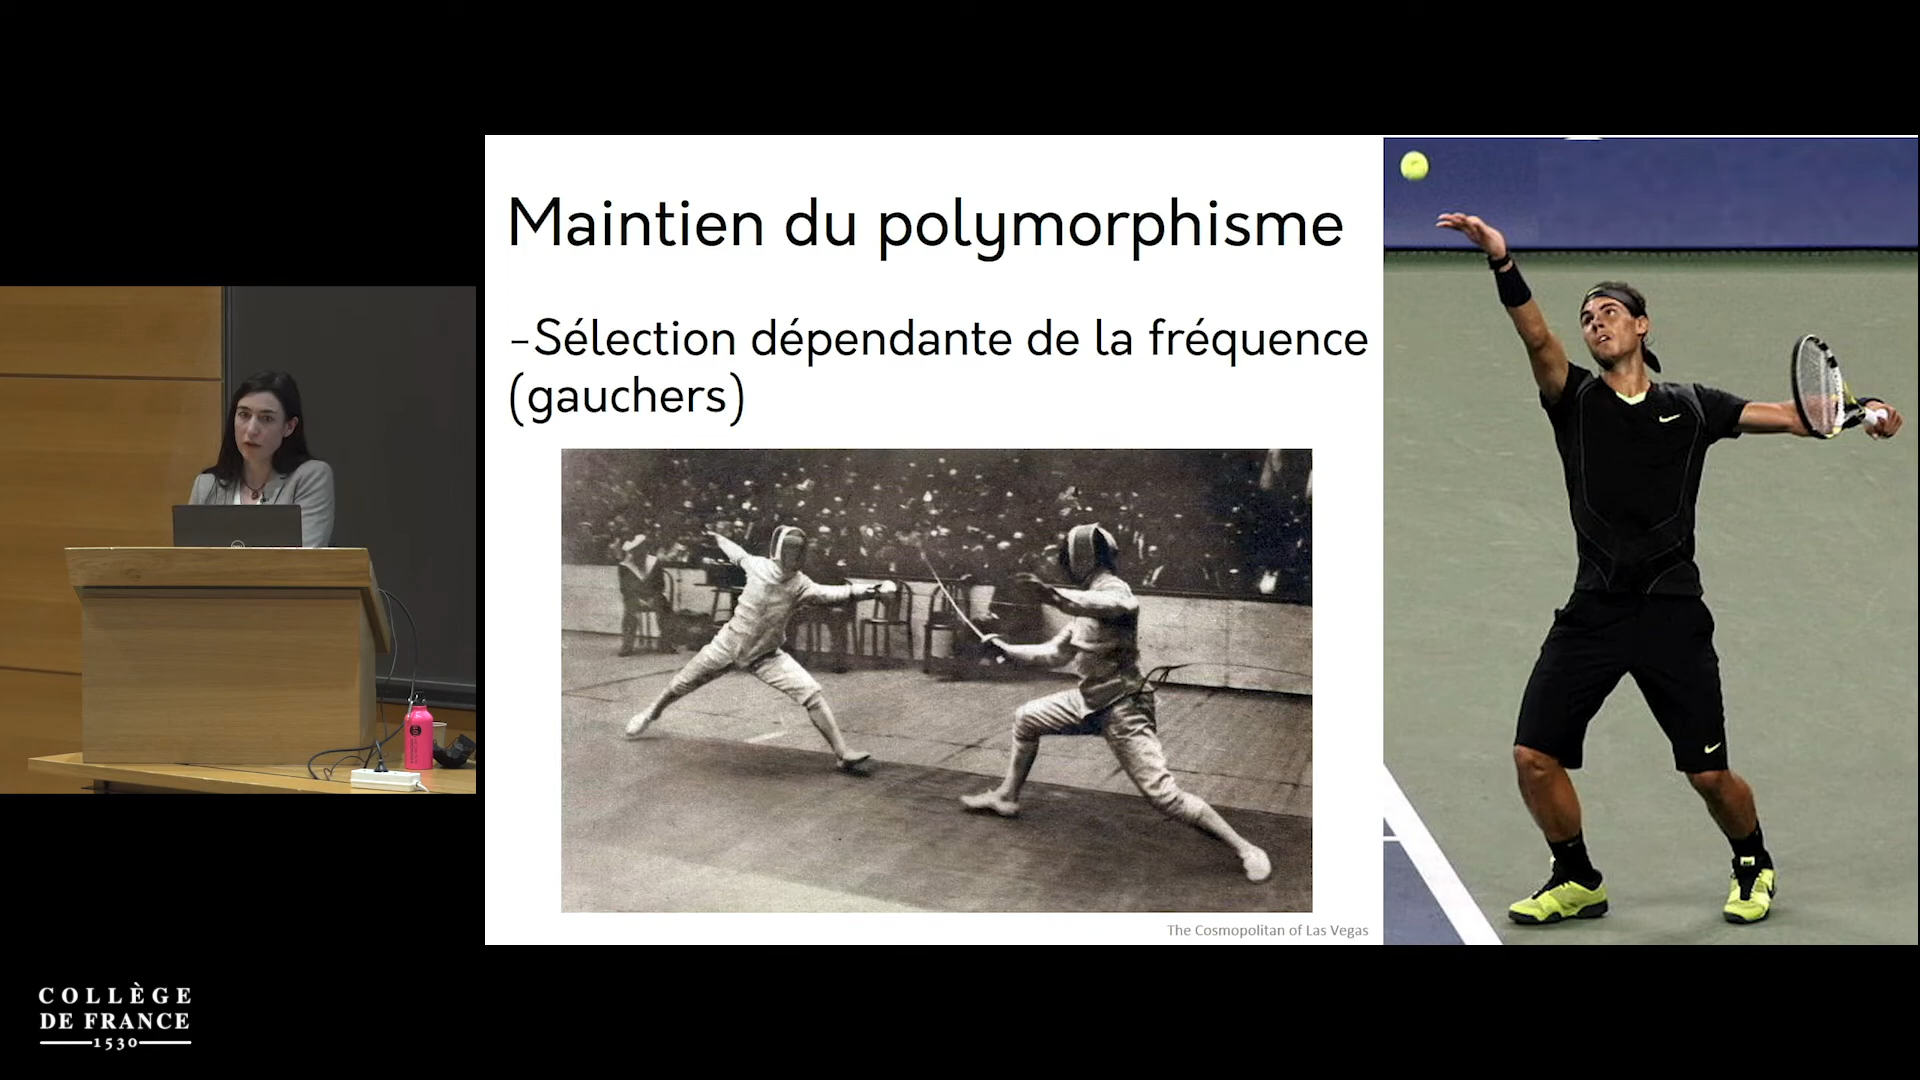 Maintien du polymorphisme
-Sélection dépendante de la fréquence
(gauchers)
The Cosmopolitan of Las Vegas
COLLÈGE
DE FRANCE
1530